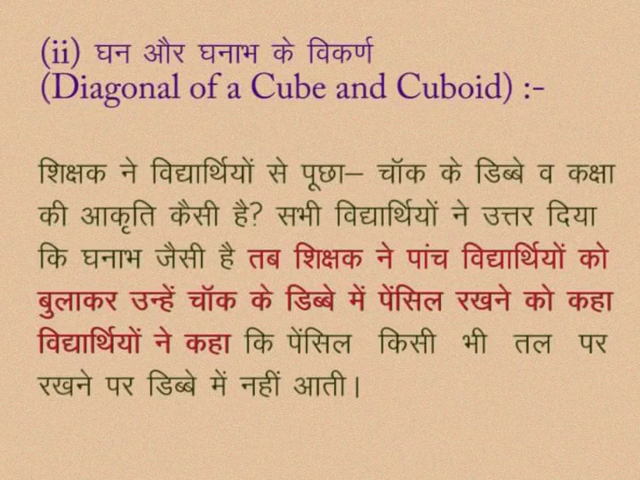 (ii) घन और घनाभ के विकर्ण
(Diagonal of a Cube and Cuboid) :-
शिक्षक ने विद्यार्थियों से पूछा– चॉक के डिब्बे व कक्षा
की आकृति कैसी है? सभी विद्यार्थियों ने उत्तर दिया
कि घनाभ जैसी है तब शिक्षक ने पांच विद्यार्थियों को
बुलाकर उन्हें चॉक के डिब्बे में पेंसिल रखने को कहा
विद्यार्थियों ने कहा कि पेंसिल किसी भी तल पर
रखने पर डिब्बे में नहीं आती।